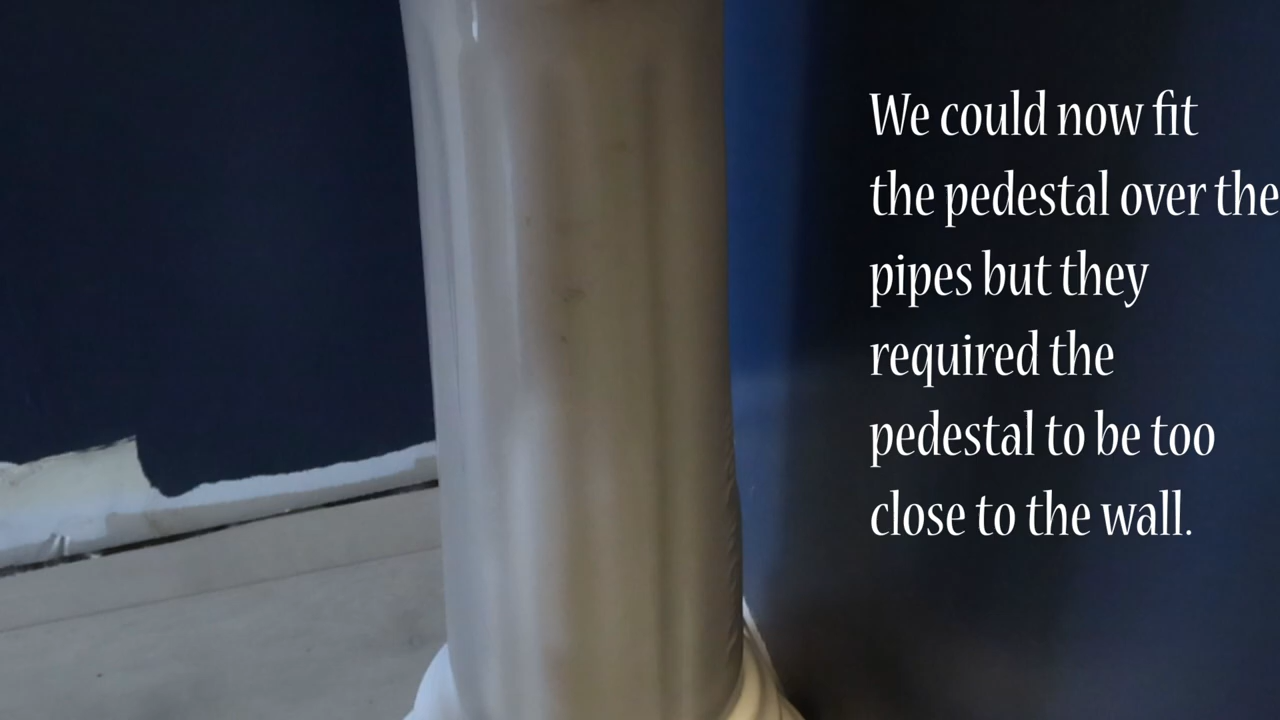 We could now fit
the pedestal over the
pipes but they
required the
pedestal to be too
close to the wall.